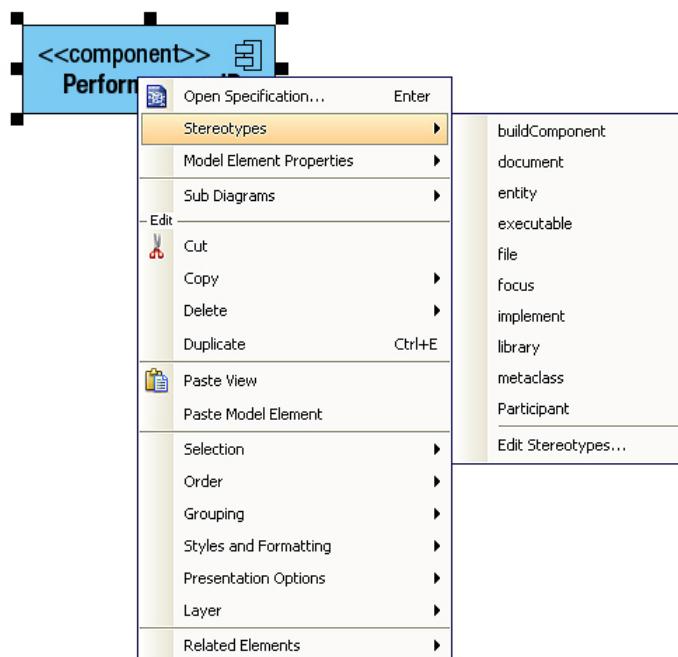 <<component>>
Open Specification... Enter
Stereotypes
Model Element Properties
Sub Diagrams
Edit
Cut
Copy
Delete
Duplicate Ctrl+E
Paste View
Paste Model Element
Selection
Order
Grouping
Styles and Formatting
Presentation Options
Layer
Related Elements
buildComponent
document
entity
executable
file
focus
implement
library
metaclass
Participant
Edit Stereotypes...